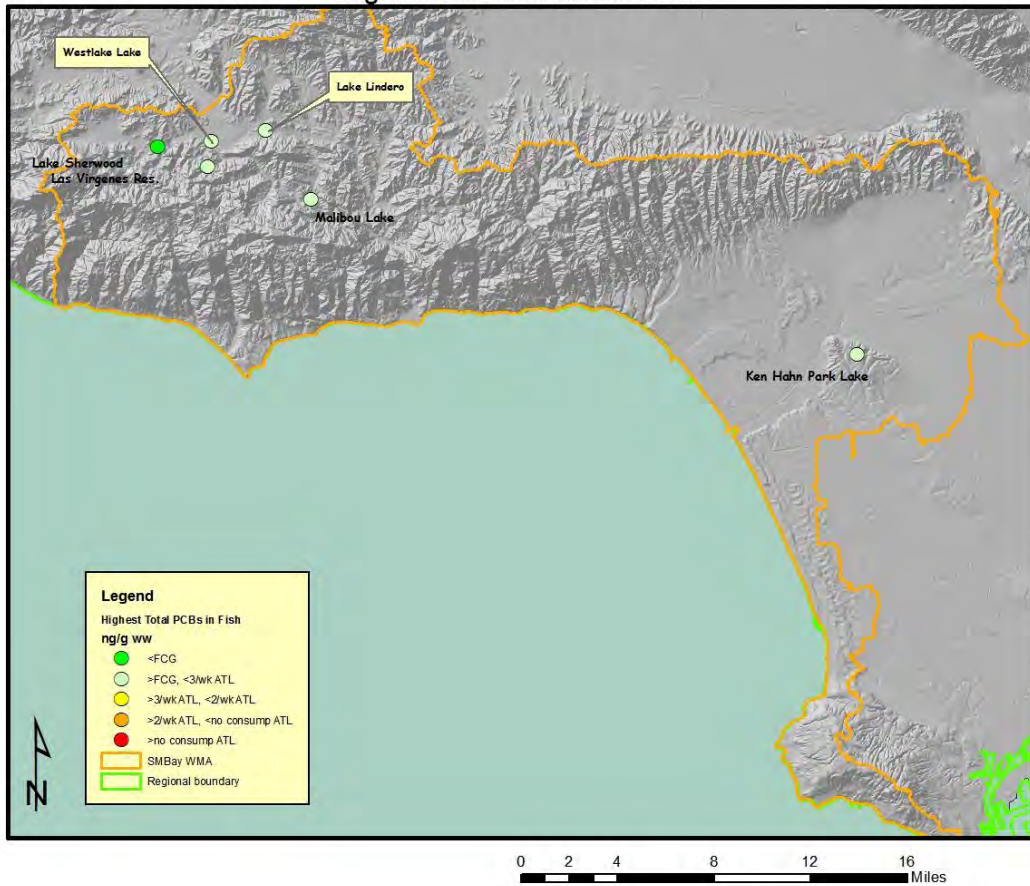 Westlake Lake
Lake Lindero
Lake Sherwood
Las Virgenes Res.
Malibou Lake
Ken Hahn Park Lake
Legend
Highest Total PCBs in Fish
ng/g ww
<FCG
>FCG, <3/wk ATL
>3/wk ATL, <2/wk ATL
>2/wk ATL, <no consump ATL
>no consump ATL
SMBay WMA
Regional boundary
N
0 2 4 8 12 16
Miles